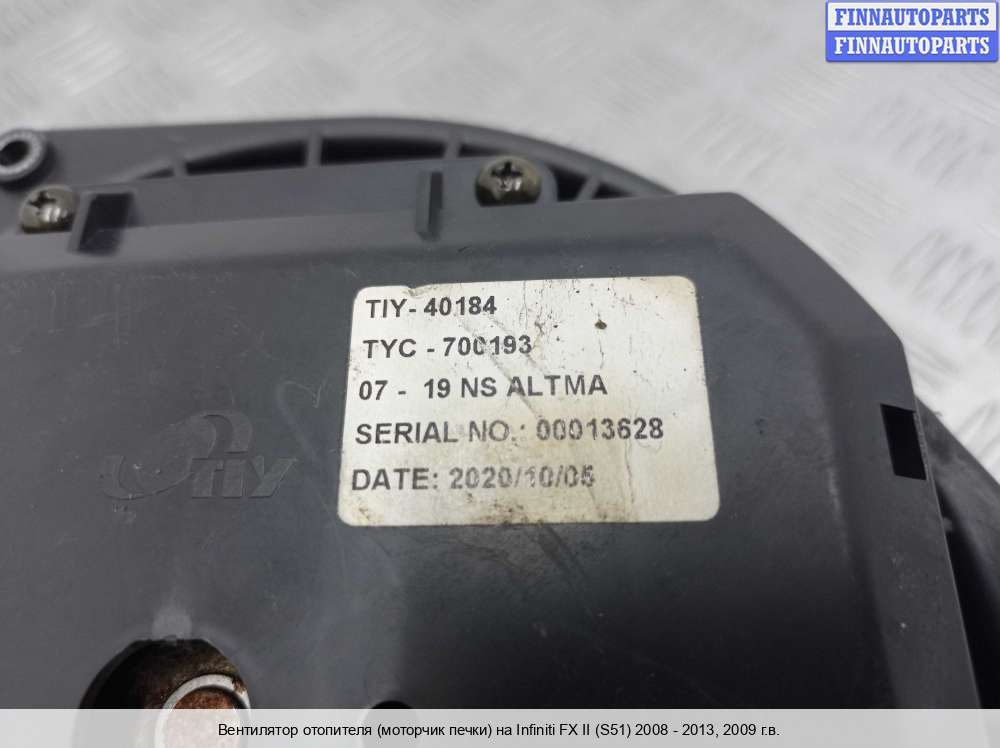 FINNAUTOPARTS
FINNAUTOPARTS
TIY- 40184
TYC - 700193
07 - 19 NS ALTMA
SERIAL NO.: 00013628
DATE: 2020/10/05
TIY
Вентилятор отопителя (моторчик печки) на Infiniti FX II (S51) 2008 - 2013, 2009 г.в.